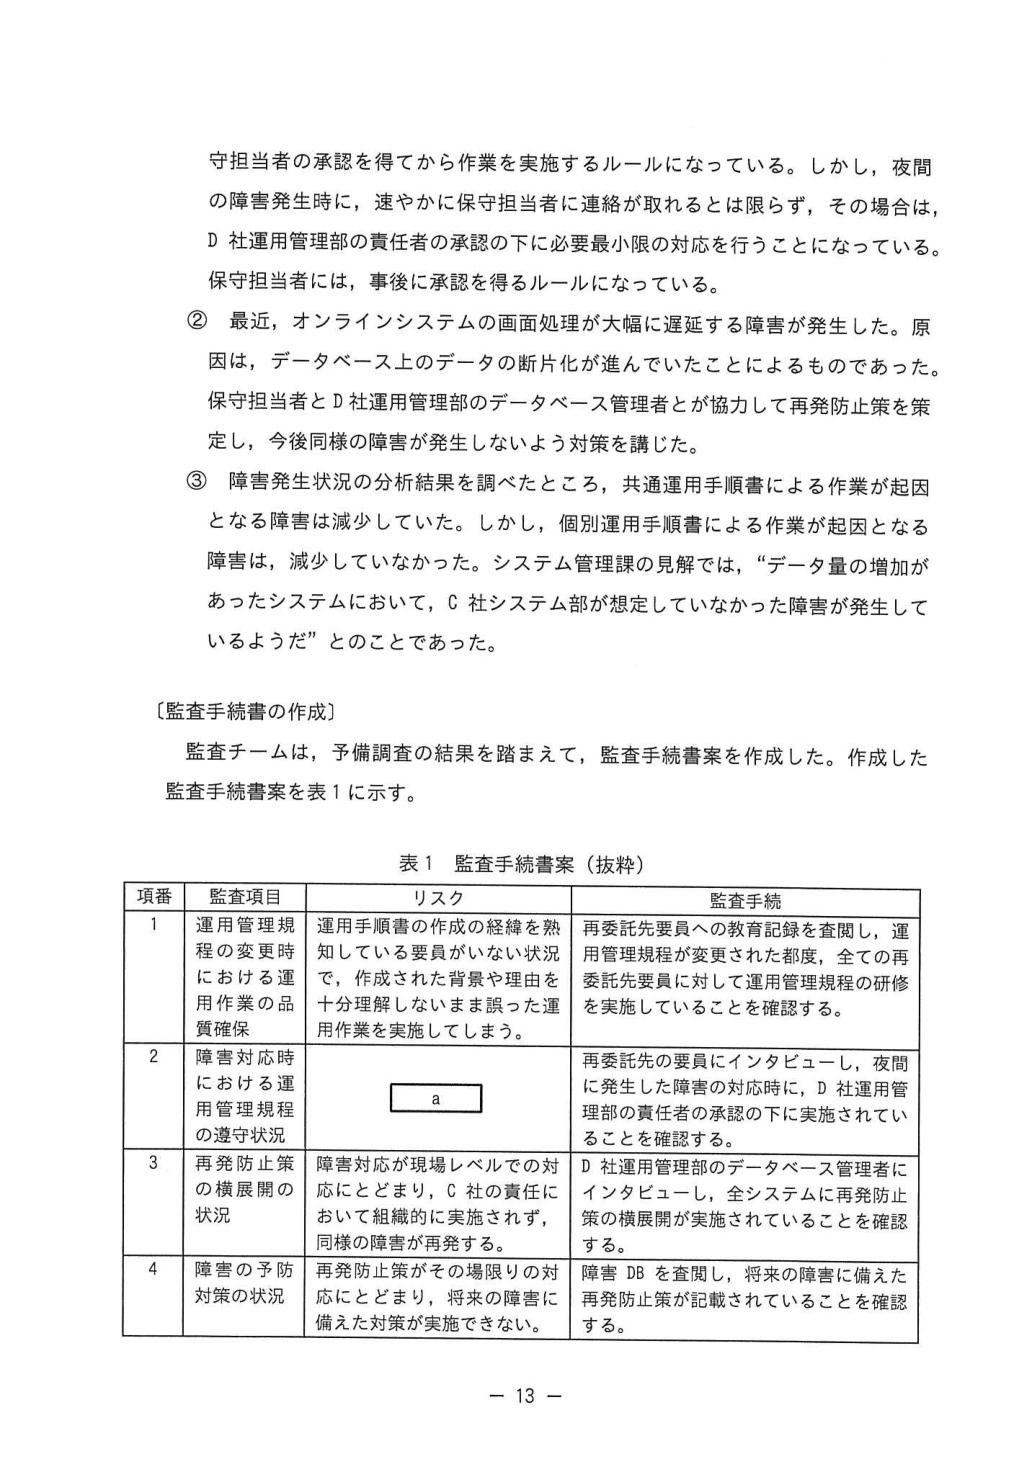 守担当者の承認を得てから作業を実施するルールになっている。しかし，夜間
の障害発生時に，速やかに保守担当者に連絡が取れるとは限らず，その場合は，
D 社運用管理部の責任者の承認の下に必要最小限の対応を行うことになっている。
保守担当者には，事後に承認を得るルールになっている。
② 最近，オンラインシステムの画面処理が大幅に遅延する障害が発生した。原
因は，データベース上のデータの断片化が進んでいたことによるものであった。
保守担当者と D 社運用管理部のデータベース管理者とが協力して再発防止策を策
定し，今後同様の障害が発生しないよう対策を講じた。
③ 障害発生状況の分析結果を調べたところ，共通運用手順書による作業が起因
となる障害は減少していた。しかし，個別運用手順書による作業が起因となる
障害は，減少していなかった。システム管理課の見解では，“データ量の増加が
あったシステムにおいて，C 社システム部が想定していなかった障害が発生して
いるようだ”とのことであった。
〔監査手続書の作成〕
監査チームは，予備調査の結果を踏まえて，監査手続書案を作成した。作成した
監査手続書案を表 1 に示す。
表 1 監査手続書案（抜粋）
項番 監査項目 リスク 監査手続
1
運用管理規
程の変更時
における運
用作業の品
質確保
運用手順書の作成の経緯を熟
知している要員がいない状況
で，作成された背景や理由を
十分理解しないまま誤った運
用作業を実施してしまう。
再委託先要員への教育記録を査閲し，運
用管理規程が変更された都度，全ての再
委託先要員に対して運用管理規程の研修
を実施していることを確認する。
2
障害対応時
における運
用管理規程
の遵守状況
a
再委託先の要員にインタビューし，夜間
に発生した障害の対応時に，D 社運用管
理部の責任者の承認の下に実施されてい
ることを確認する。
3
再発防止策
の横展開の
状況
障害対応が現場レベルでの対
応にとどまり，C 社の責任に
おいて組織的に実施されず，
同様の障害が再発する。
D 社運用管理部のデータベース管理者に
インタビューし，全システムに再発防止
策の横展開が実施されていることを確認
する。
4
障害の予防
対策の状況
再発防止策がその場限りの対
応にとどまり，将来の障害に
備えた対策が実施できない。
障害 DB を査閲し，将来の障害に備えた
再発防止策が記載されていることを確認
する。
－ 13 －